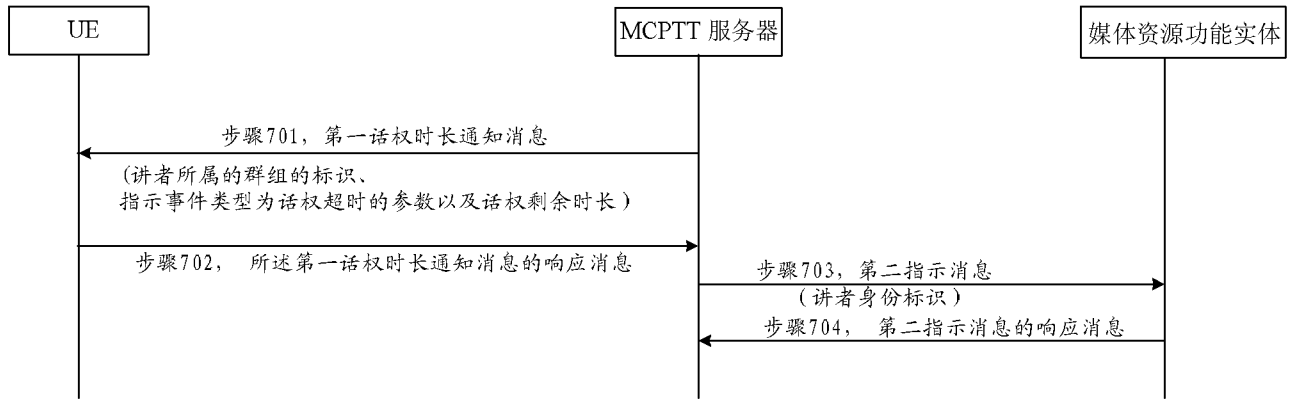 UE
MCPTT 服务器
媒体资源功能实体
步骤701，第一话权时长通知消息
(讲者所属的群组的标识、
指示事件类型为话权超时的参数以及话权剩余时长)
步骤702， 所述第一话权时长通知消息的响应消息
步骤703，第二指示消息
(讲者身份标识)
步骤704， 第二指示消息的响应消息